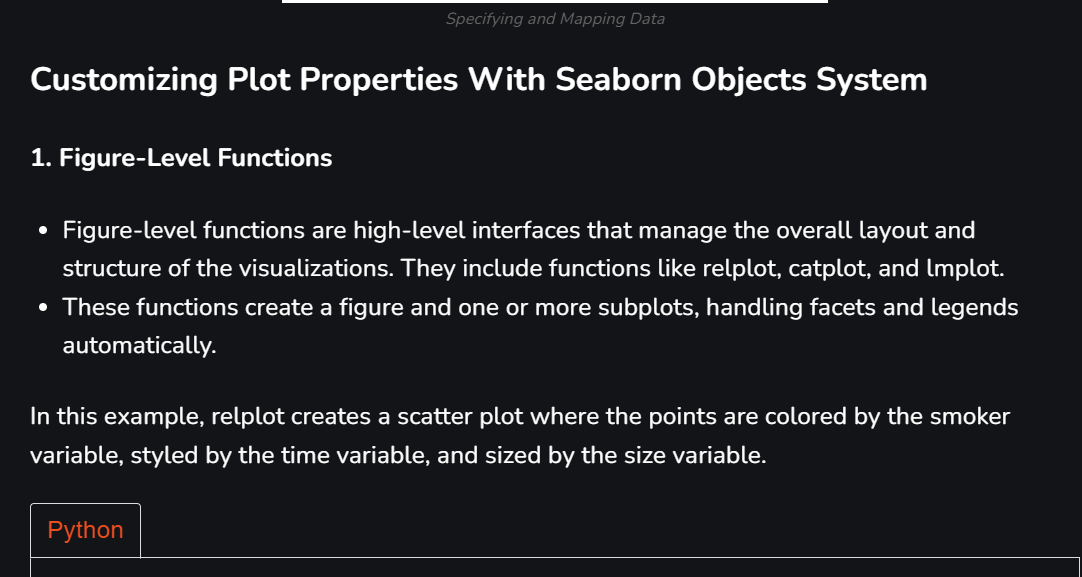 Specifying and Mapping Data
Customizing Plot Properties With Seaborn Objects System
1. Figure-Level Functions
• Figure-level functions are high-level interfaces that manage the overall layout and
structure of the visualizations. They include functions like relplot, catplot, and lmplot.
• These functions create a figure and one or more subplots, handling facets and legends
automatically.
In this example, relplot creates a scatter plot where the points are colored by the smoker
variable, styled by the time variable, and sized by the size variable.
Python